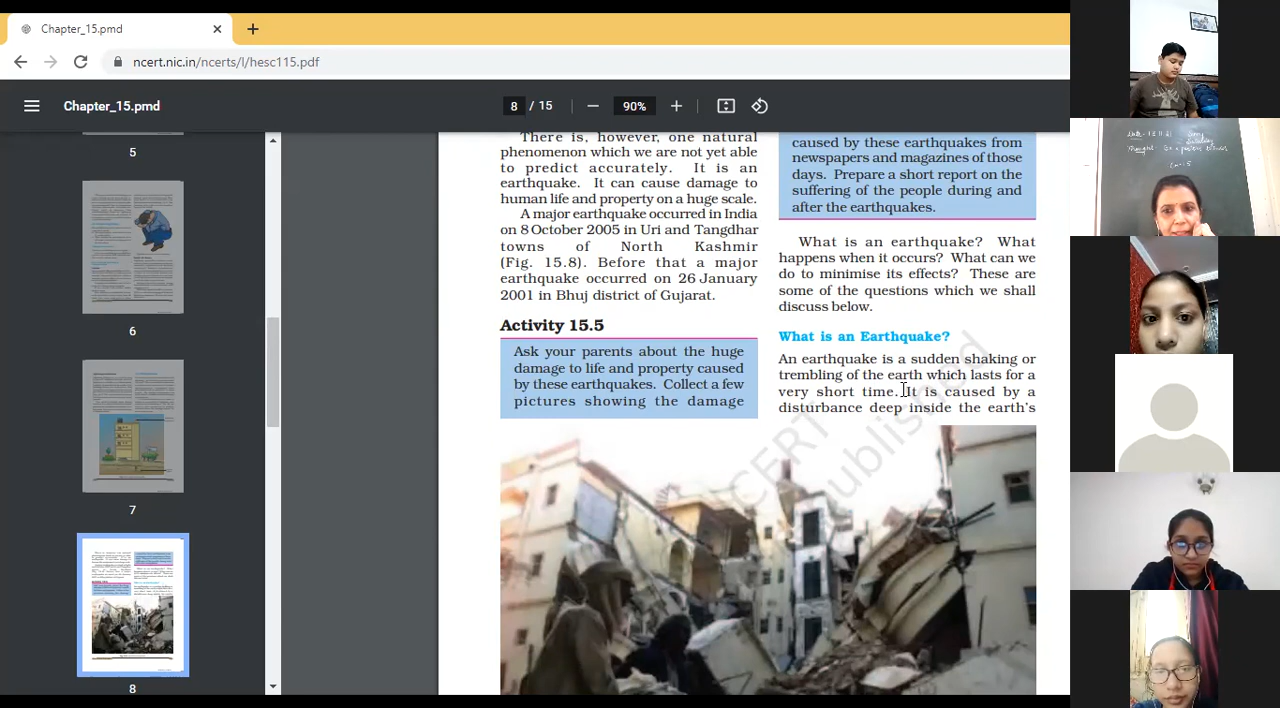 Chapter_15.pmd
ncert.nic.in/ncerts/l/hesc115.pdf
Chapter_15.pmd
8 / 15
90%
5
6
7
8
There is, however, one natural
phenomenon which we are not yet able
to predict accurately. It is an
earthquake. It can cause damage to
human life and property on a huge scale.
A major earthquake occurred in India
on 8 October 2005 in Uri and Tangdhar
towns of North Kashmir
(Fig. 15.8). Before that a major
earthquake occurred on 26 January
2001 in Bhuj district of Gujarat.
Activity 15.5
Ask your parents about the huge
damage to life and property caused
by these earthquakes. Collect a few
pictures showing the damage
caused by these earthquakes from
newspapers and magazines of those
days. Prepare a short report on the
suffering of the people during and
after the earthquakes.
What is an earthquake? What
happens when it occurs? What can we
do to minimise its effects? These are
some of the questions which we shall
discuss below.
What is an Earthquake?
An earthquake is a sudden shaking or
trembling of the earth which lasts for a
very short time. It is caused by a
disturbance deep inside the earth's
published